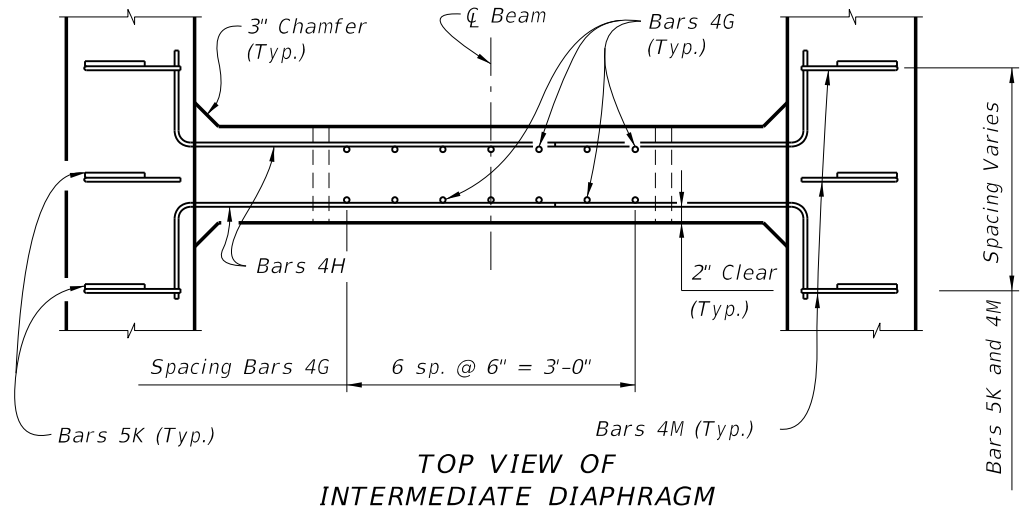 3" Chamfer
(Typ.)
℄ Beam
Bars 4G
(Typ.)
Spacing Varies
Bars 4H
2" Clear
(Typ.)
Spacing Bars 4G
6 sp. @ 6" = 3'-0"
Bars 5K and 4M
Bars 5K (Typ.)
Bars 4M (Typ.)
TOP VIEW OF
INTERMEDIATE DIAPHRAGM